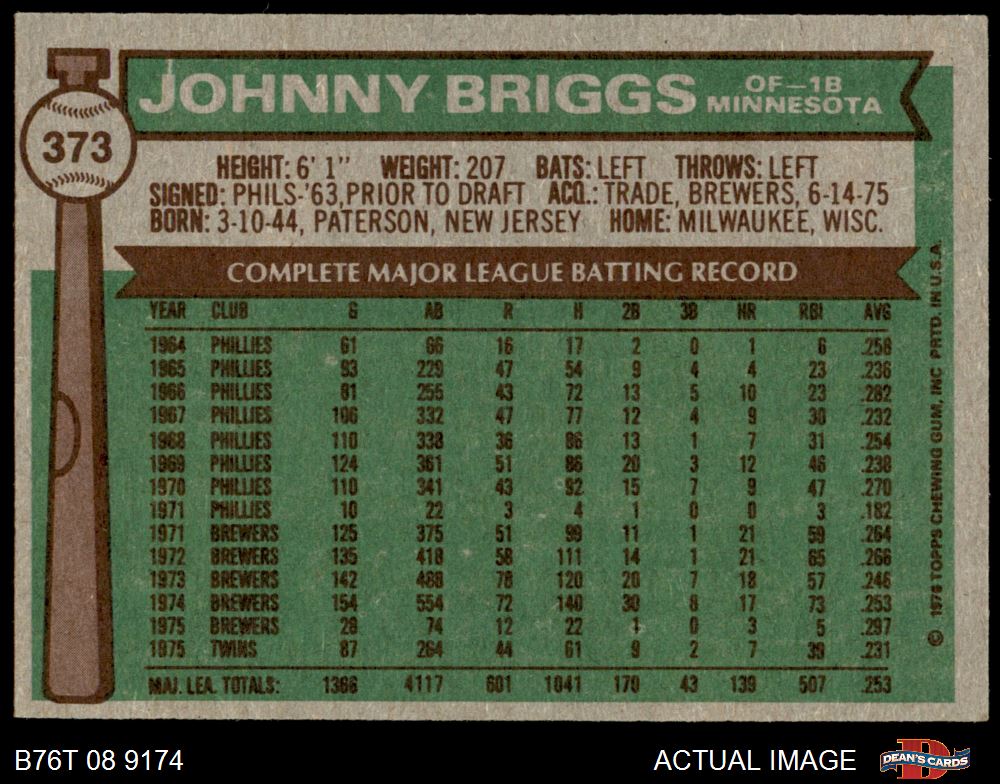 JOHNNY BRIGGS OF—1B
MINNESOTA
373
HEIGHT: 6' 1" WEIGHT: 207 BATS: LEFT THROWS: LEFT
SIGNED: PHILS-'63, PRIOR TO DRAFT ACQ.: TRADE, BREWERS, 6-14-75
BORN: 3-10-44, PATERSON, NEW JERSEY HOME: MILWAUKEE, WISC.
COMPLETE MAJOR LEAGUE BATTING RECORD
YEAR CLUB G AB R H 2B 3B HR RBI AVG
1964 PHILLIES 61 66 16 17 2 0 1 6 .258
1965 PHILLIES 93 229 47 54 9 4 4 23 .236
1966 PHILLIES 81 255 43 72 13 5 10 23 .282
1967 PHILLIES 106 332 47 77 12 4 9 30 .232
1968 PHILLIES 110 338 36 86 13 1 7 31 .254
1969 PHILLIES 124 361 51 86 20 3 12 46 .238
1970 PHILLIES 110 341 43 92 15 7 9 47 .270
1971 PHILLIES 10 22 3 4 1 0 0 3 .182
1971 BREWERS 125 375 51 99 11 1 21 59 .264
1972 BREWERS 135 418 58 111 14 1 21 65 .266
1973 BREWERS 142 488 78 120 20 7 18 57 .246
1974 BREWERS 154 554 72 140 30 8 17 73 .253
1975 BREWERS 28 74 12 22 1 0 3 5 .297
1975 TWINS 87 264 44 61 9 2 7 39 .231
MAJ. LEA. TOTALS: 1366 4117 601 1041 170 43 139 507 .253
© 1976 TOPPS CHEWING GUM, INC PRTD. IN U.S.A.
B76T 08 9174 ACTUAL IMAGE DEAN'S CARDS